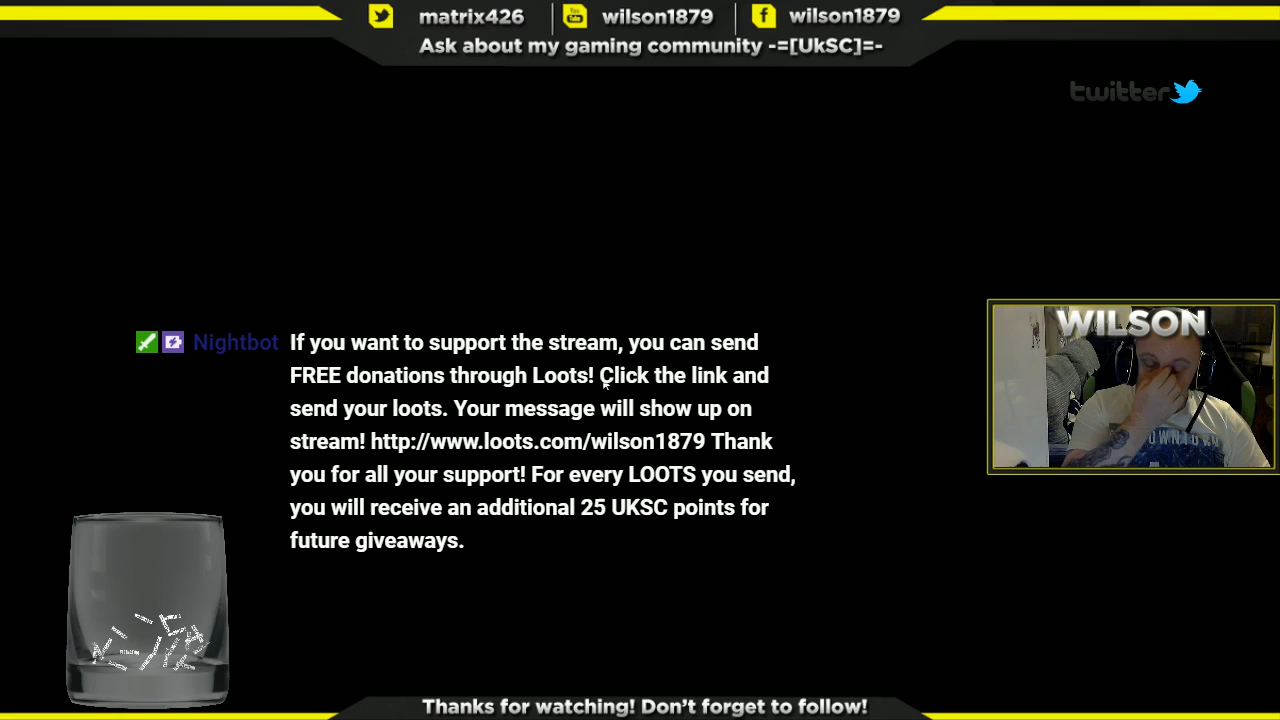 matrix426
You Tube
wilson1879
f
wilson1879
Ask about my gaming community -=[UkSC]=-
twitter
WILSON
Nightbot If you want to support the stream, you can send
FREE donations through Loots! Click the link and
send your loots. Your message will show up on
stream! http://www.loots.com/wilson1879 Thank
you for all your support! For every LOOTS you send,
you will receive an additional 25 UKSC points for
future giveaways.
DOWNTOWN
Thanks for watching! Don't forget to follow!